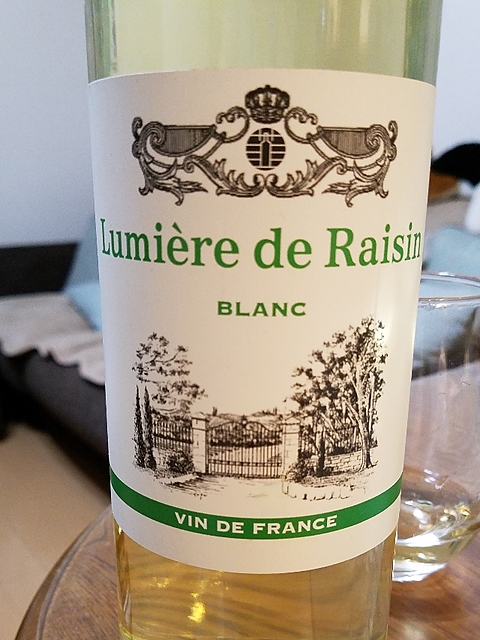 Lumière de Raisin
BLANC
VIN DE FRANCE